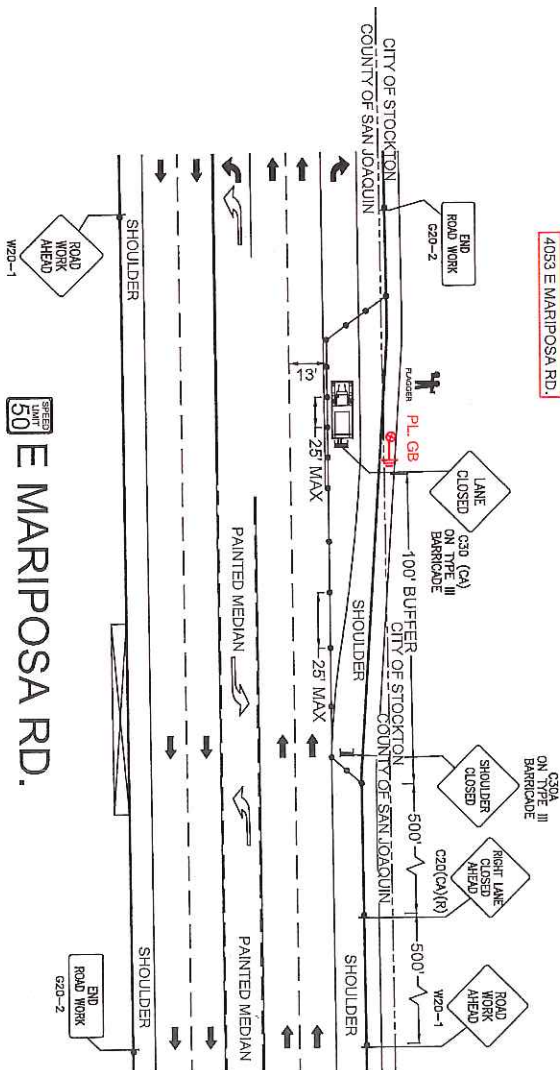 4053 E MARIPOSA RD.
CITY OF STOCKTON
COUNTY OF SAN JOAQUIN
END
ROAD WORK
G20-2
FLAGGER
PL. GB
LANE
CLOSED
C30 (CA)
ON TYPE III
BARRICADE
100' BUFFER
C30A
ON TYPE III
BARRICADE
SHOULDER
CLOSED
500'
RIGHT LANE
CLOSED
AHEAD
C20(CA)(R)
500'
ROAD
WORK
AHEAD
W20-1
CITY OF STOCKTON
COUNTY OF SAN JOAQUIN
SHOULDER
SHOULDER
13'
25' MAX
25' MAX
PAINTED MEDIAN
PAINTED MEDIAN
SHOULDER
SHOULDER
ROAD
WORK
AHEAD
W20-1
SPEED
LIMIT
50
E MARIPOSA RD.
END
ROAD WORK
G20-2